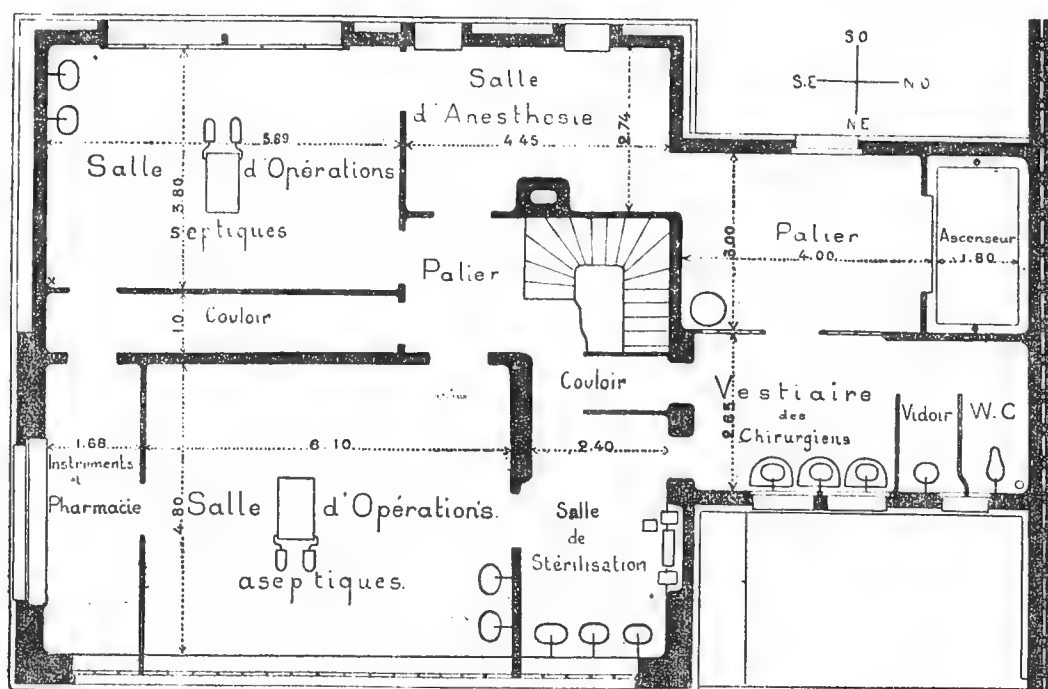 Salle
d'Anesthesie
4.45
2.74
S O
S.E
N O
N E
5.89
Salle d'Opérations
septiques
3.80
Palier
Palier
4.00
3.00
Ascenseur
1.80
Couloir
1.0
Couloir
Vestiaire
des
Chirurgiens
2.65
Vidoir
W.C
1.68
6.10
2.40
Instruments
et
Pharmacie
4.80
Salle d'Opérations.
aseptiques.
Salle
de
Stérilisation